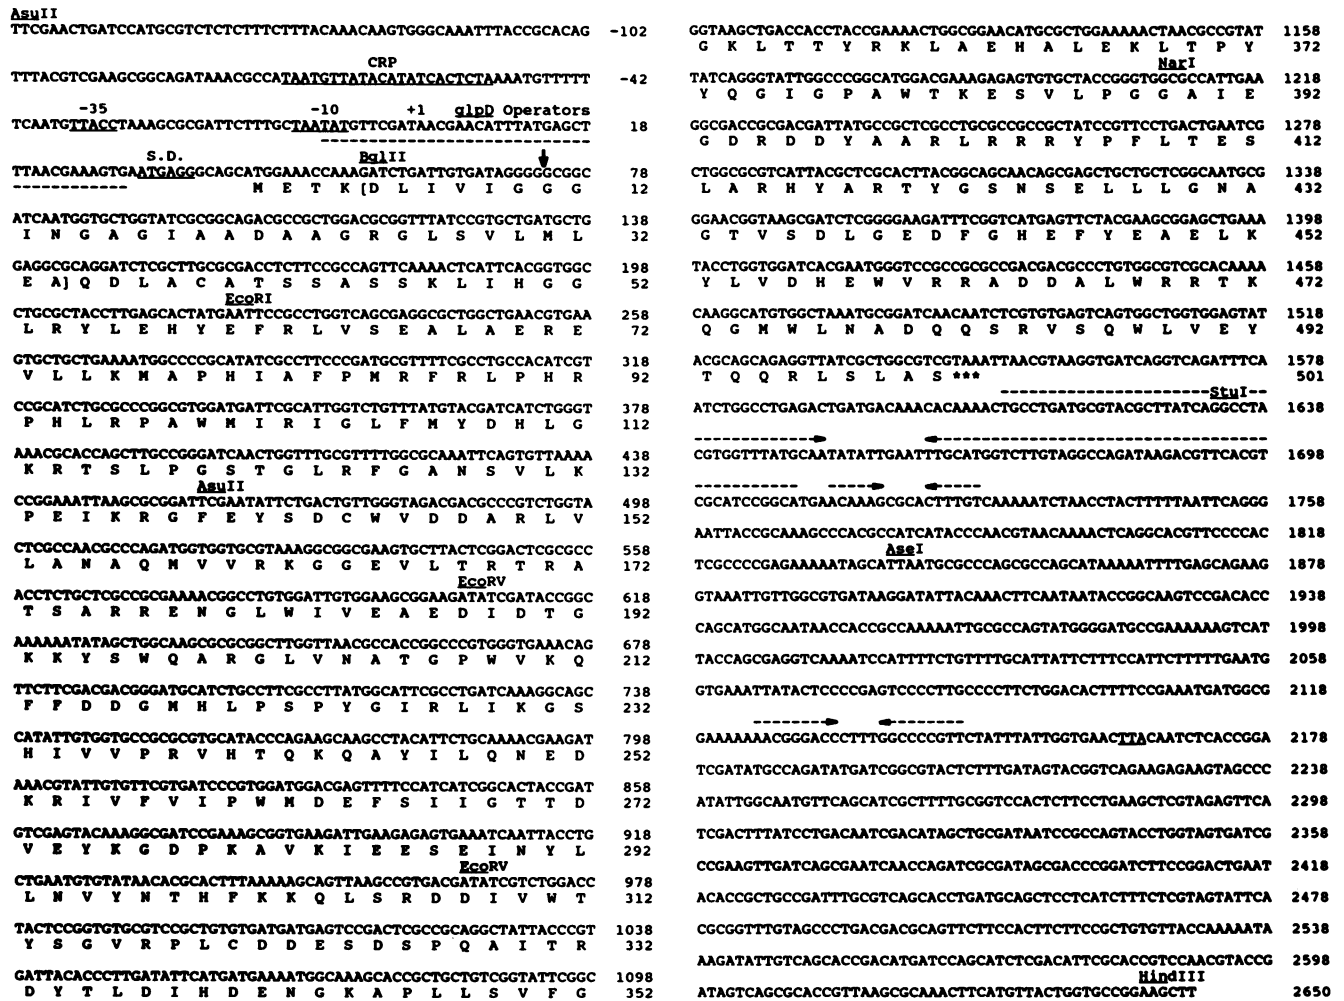 AsuII
TTCGAACTGATCCATGCGTCTCTCTTTCTTTACAAACAAGTGGGCAAATTTACCGCACAG -102
CRP
TTTACGTCGAAGCGGCAGATAAACGCCATAATGTTATACATATCACTCTAAAATGTTTTT -42
-35 -10 +1 glpD Operators
TCAATGTTACCTAAAGCGCGATTCTTTGCTAATATGTTCGATAACGAACATTTATGAGCT 18
S.D. BglII
TTAACGAAAGTGAATGAGGGCAGCATGGAAACCAAAGATCTGATTGTGATAGGGGGCGGC 78
M E T K [D L I V I G G G 12
ATCAATGGTGCTGGTATCGCGGCAGACGCCGCTGGACGCGGTTTATCCGTGCTGATGCTG 138
I N G A G I A A D A A G R G L S V L M L 32
GAGGCGCAGGATCTCGCTTGCGCGACCTCTTCCGCCAGTTCAAAACTCATTCACGGTGGC 198
E A] Q D L A C A T S S A S S K L I H G G 52
EcoRI
CTGCGCTACCTTGAGCACTATGAATTCCGCCTGGTCAGCGAGGCGCTGGCTGAACGTGAA 258
L R Y L E H Y E F R L V S E A L A E R E 72
GTGCTGCTGAAAATGGCCCCGCATATCGCCTTCCCGATGCGTTTTCGCCTGCCACATCGT 318
V L L K M A P H I A F P M R F R L P H R 92
CCGCATCTGCGCCCGGCGTGGATGATTCGCATTGGTCTGTTTATGTACGATCATCTGGGT 378
P H L R P A W M I R I G L F M Y D H L G 112
AAACGCACCAGCTTGCCGGGATCAACTGGTTTGCGTTTTGGCGCAAATTCAGTGTTAAAA 438
K R T S L P G S T G L R F G A N S V L K 132
AsuII
CCGGAAATTAAGCGCGGATTCGAATATTCTGACTGTTGGGTAGACGACGCCCGTCTGGTA 498
P E I K R G F E Y S D C W V D D A R L V 152
CTCGCCAACGCCCAGATGGTGGTGCGTAAAGGCGGCGAAGTGCTTACTCGGACTCGCGCC 558
L A N A Q M V V R K G G E V L T R T R A 172
EcoRV
ACCTCTGCTCGCCGCGAAAACGGCCTGTGGATTGTGGAAGCGGAAGATATCGATACCGGC 618
T S A R R E N G L W I V E A E D I D T G 192
AAAAAATATAGCTGGCAAGCGCGCGGCTTGGTTAACGCCACCGGCCCGTGGGTGAAACAG 678
K K Y S W Q A R G L V N A T G P W V K Q 212
TTCTTCGACGACGGGATGCATCTGCCTTCGCCTTATGGCATTCGCCTGATCAAAGGCAGC 738
F F D D G M H L P S P Y G I R L I K G S 232
CATATTGTGGTGCCGCGCGTGCATACCCAGAAGCAAGCCTACATTCTGCAAAACGAAGAT 798
H I V V P R V H T Q K Q A Y I L Q N E D 252
AAACGTATTGTGTTCGTGATCCCGTGGATGGACGAGTTTTCCATCATCGGCACTACCGAT 858
K R I V F V I P W M D E F S I I G T T D 272
GTCGAGTACAAAGGCGATCCGAAAGCGGTGAAGATTGAAGAGAGTGAAATCAATTACCTG 918
V E Y K G D P K A V K I E E S E I N Y L 292
EcoRV
CTGAATGTGTATAACACGCACTTTAAAAAGCAGTTAAGCCGTGACGATATCGTCTGGACC 978
L N V Y N T H F K K Q L S R D D I V W T 312
TACTCCGGTGTGCGTCCGCTGTGTGATGATGAGTCCGACTCGCCGCAGGCTATTACCCGT 1038
Y S G V R P L C D D E S D S P Q A I T R 332
GATTACACCCTTGATATTCATGATGAAAATGGCAAAGCACCGCTGCTGTCGGTATTCGGC 1098
D Y T L D I H D E N G K A P L L S V F G 352
GGTAAGCTGACCACCTACCGAAAACTGGCGGAACATGCGCTGGAAAAACTAACGCCGTAT 1158
G K L T T Y R K L A E H A L E K L T P Y 372
NarI
TATCAGGGTATTGGCCCGGCATGGACGAAAGAGAGTGTGCTACCGGGTGGCGCCATTGAA 1218
Y Q G I G P A W T K E S V L P G G A I E 392
GGCGACCGCGACGATTATGCCGCTCGCCTGCGCCGCCGCTATCCGTTCCTGACTGAATCG 1278
G D R D D Y A A R L R R R Y P F L T E S 412
CTGGCGCGTCATTACGCTCGCACTTACGGCAGCAACAGCGAGCTGCTGCTCGGCAATGCG 1338
L A R H Y A R T Y G S N S E L L L G N A 432
GGAACGGTAAGCGATCTCGGGGAAGATTTCGGTCATGAGTTCTACGAAGCGGAGCTGAAA 1398
G T V S D L G E D F G H E F Y E A E L K 452
TACCTGGTGGATCACGAATGGGTCCGCCGCGCCGACGACGCCCTGTGGCGTCGCACAAAA 1458
Y L V D H E W V R R A D D A L W R R T K 472
CAAGGCATGTGGCTAAATGCGGATCAACAATCTCGTGTGAGTCAGTGGCTGGTGGAGTAT 1518
Q G M W L N A D Q Q S R V S Q W L V E Y 492
ACGCAGCAGAGGTTATCGCTGGCGTCGTAAATTAACGTAAGGTGATCAGGTCAGATTTCA 1578
T Q Q R L S L A S *** 501
StuI
ATCTGGCCTGAGACTGATGACAAACACAAAACTGCCTGATGCGTACGCTTATCAGGCCTA 1638
CGTGGTTTATGCAATATATTGAATTTGCATGGTCTTGTAGGCCAGATAAGACGTTCACGT 1698
CGCATCCGGCATGAACAAAGCGCACTTTGTCAAAAATCTAACCTACTTTTTAATTCAGGG 1758
AATTACCGCAAAGCCCACGCCATCATACCCAACGTAACAAAACTCAGGCACGTTCCCCAC 1818
AseI
TCGCCCCGAGAAAAATAGCATTAATGCGCCCAGCGCCAGCATAAAAATTTTGAGCAGAAG 1878
GTAAATTGTTGGCGTGATAAGGATATTACAAACTTCAATAATACCGGCAAGTCCGACACC 1938
CAGCATGGCAATAACCACCGCCAAAAATTGCGCCAGTATGGGGATGCCGAAAAAAGTCAT 1998
TACCAGCGAGGTCAAAATCCATTTTCTGTTTTGCATTATTCTTTCCATTCTTTTTGAATG 2058
GTGAAATTATACTCCCCGAGTCCCCTTGCCCCTTCTGGACACTTTTCCGAAATGATGGCG 2118
GAAAAAAACGGGACCCTTTGGCCCCGTTCTATTTATTGGTGAACTTACAATCTCACCGGA 2178
TCGATATGCCAGATATGATCGGCGTACTCTTTGATAGTACGGTCAGAAGAGAAGTAGCCC 2238
ATATTGGCAATGTTCAGCATCGCTTTTGCGGTCCACTCTTCCTGAAGCTCGTAGAGTTCA 2298
TCGACTTTATCCTGACAATCGACATAGCTGCGATAATCCGCCAGTACCTGGTAGTGATCG 2358
CCGAAGTTGATCAGCGAATCAACCAGATCGCGATAGCGACCCGGATCTTCCGGACTGAAT 2418
ACACCGCTGCCGATTTGCGTCAGCACCTGATGCAGCTCCTCATCTTTCTCGTAGTATTCA 2478
CGCGGTTTGTAGCCCTGACGACGCAGTTCTTCCACTTCTTCCGCTGTGTTACCAAAAATA 2538
AAGATATTGTCAGCACCGACATGATCCAGCATCTCGACATTCGCACCGTCCAACGTACCG 2598
HindIII
ATAGTCAGCGCACCGTTAAGCGCAAACTTCATGTTACTGGTGCCGGAAGCTT 2650